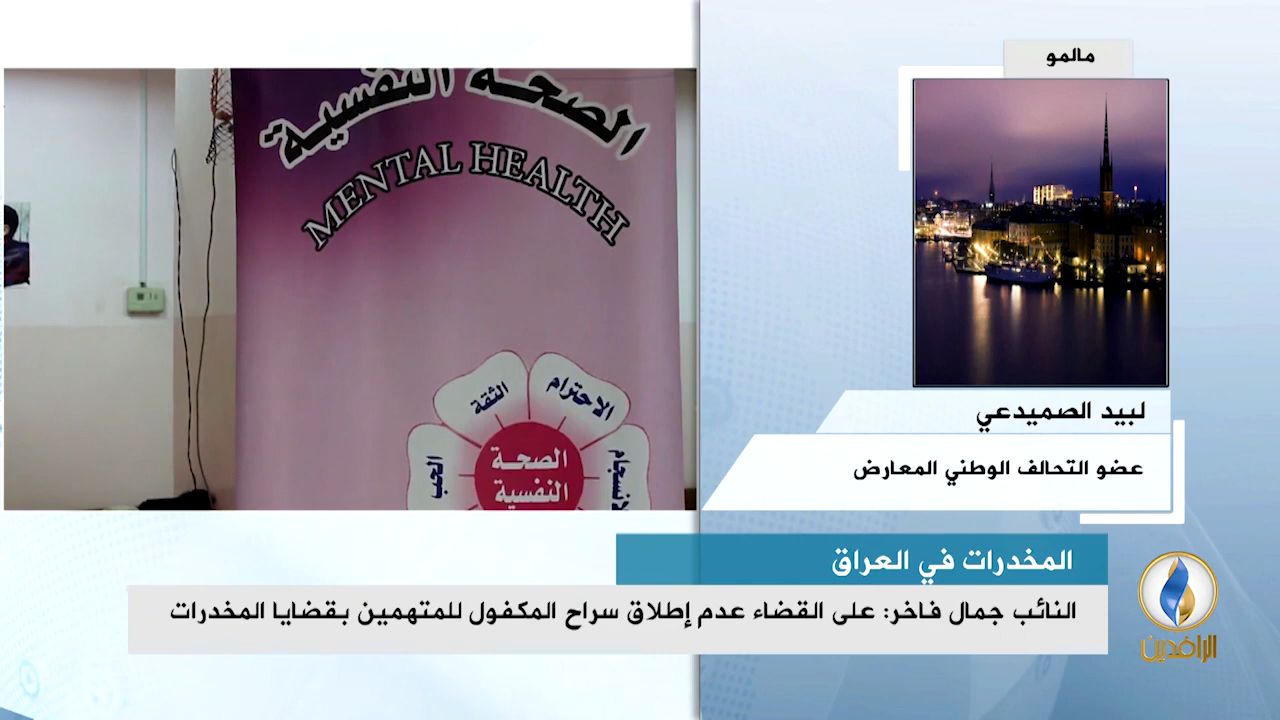 مالمو
الصحة النفسية
MENTAL HEALTH
الثقة
الاحترام
الصحة
النفسية
لبيد الصميدعي
عضو التحالف الوطني المعارض
المخدرات في العراق
النائب جمال فاخر: على القضاء عدم إطلاق سراح المكفول للمتهمين بقضايا المخدرات
الرافدين